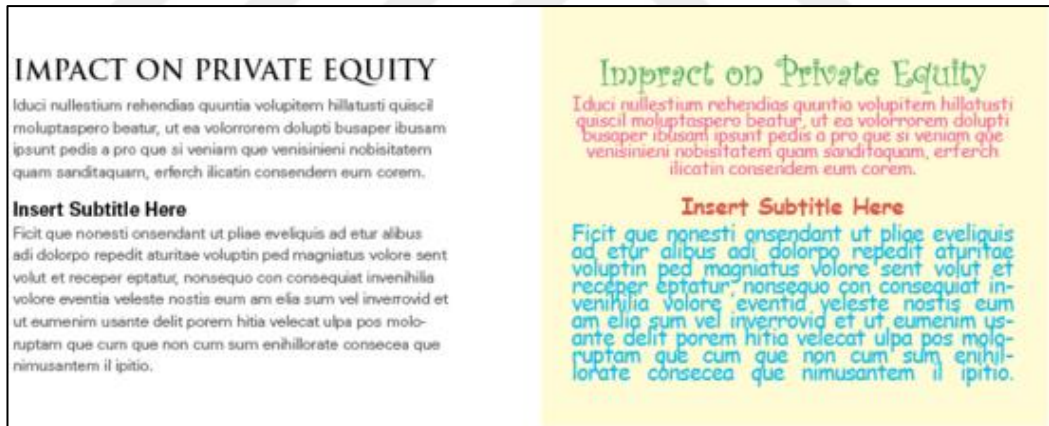 IMPACT ON PRIVATE EQUITY
Iduci nullestium rehendias quuntia volupitem hillatusti quiscil
moluptaspero beatur, ut ea volorrorem dolupti busaper ibusam
ipsunt pedis a pro que si veniam que venisinieni nobisitatem
quam sanditaquam, erferch ilicatin consendem eum corem.
Insert Subtitle Here
Ficit que nonesti onsendant ut pliae eveliquis ad etur alibus
adi dolorpo repedit aturitae voluptin ped magniatus volore sent
volut et receper eptatur, nonsequo con consequiat invenihilia
volore eventia veleste nostis eum am elia sum vel inverrovid et
ut eumenim usante delit porem hitia velecat ulpa pos molo-
ruptam que cum que non cum sum enihillorate consecea que
nimusantem il ipitio.
Impract on Private Equity
Iduci nullestium rehendias quuntia volupitem hillatusti
quiscil moluptaspero beatur, ut ea volorrorem dolupti
busaper ibusam ipsunt pedis a pro que si veniam que
venisinieni nobisitatem quam sanditaquam, erferch
ilicatin consendem eum corem.
Insert Subtitle Here
Ficit que nonesti onsendant ut pliae eveliquis
ad etur alibus adi dolorpo repedit aturitae
voluptin ped magniatus volore sent volut et
receper eptatur, nonsequo con consequiat in-
venihilia volore eventia veleste nostis eum
am elia sum vel inverrovid et ut eumenim us-
ante delit porem hitia velecat ulpa pos molo-
ruptam que cum que non cum sum enihil-
lorate consecea que nimusantem il ipitio.